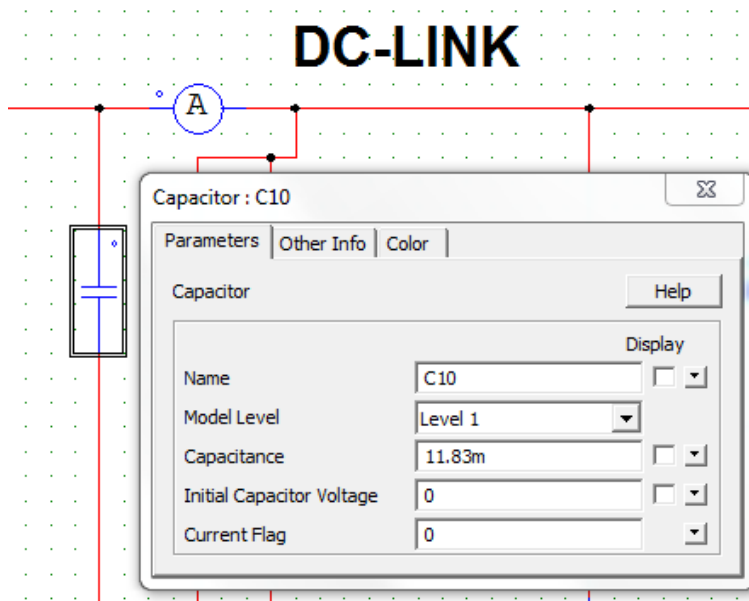 DC-LINK
A
Capacitor : C10
Parameters Other Info Color
Capacitor Help
Display
Name C10
Model Level Level 1
Capacitance 11.83m
Initial Capacitor Voltage 0
Current Flag 0